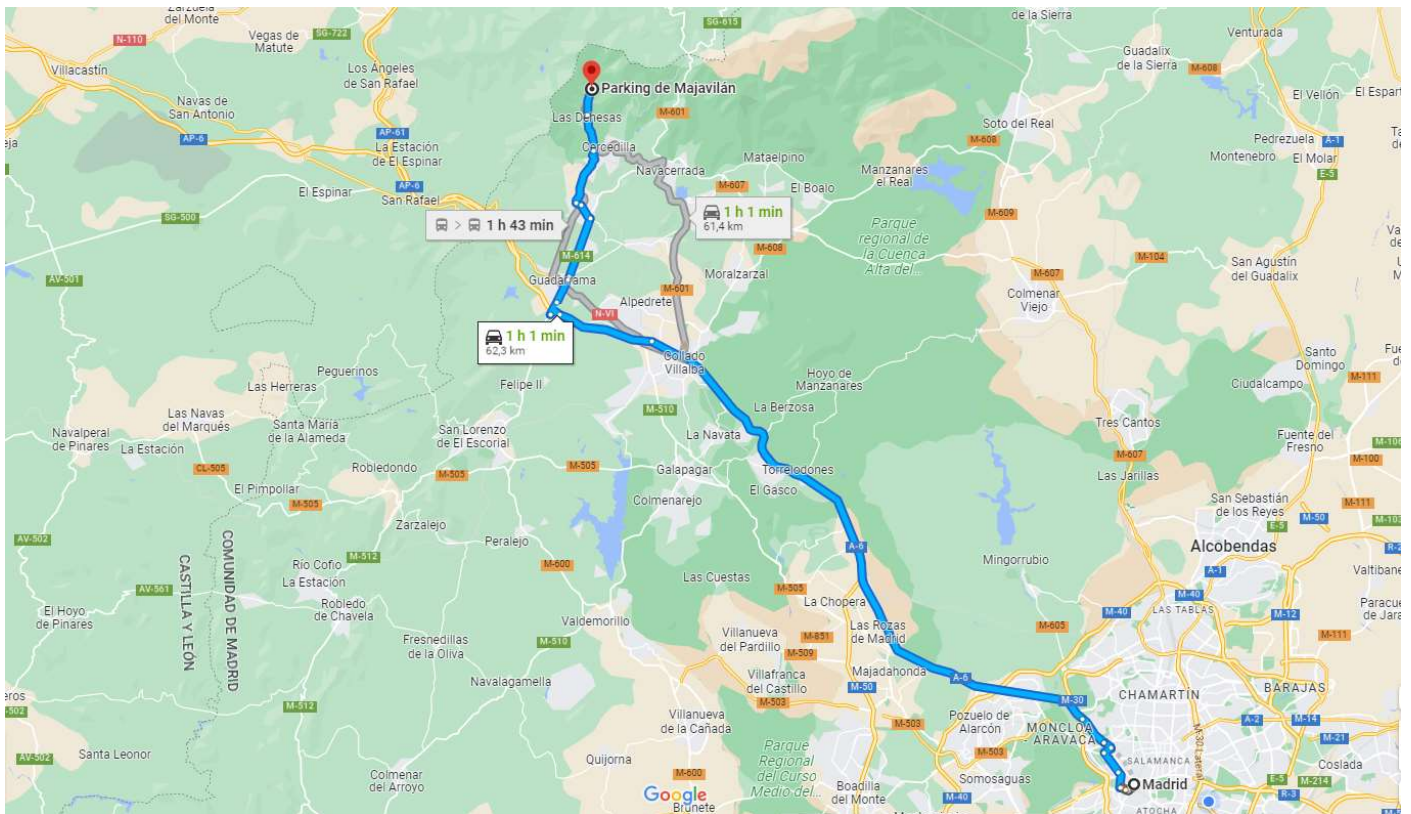 Zarzuela
del Monte
SG-615
de la Sierra
N-110
Vegas de
Matute
SG-722
Venturada
Villacastín
Los Angeles
de San Rafael
Guadalix
de la Sierra
M-608
Parking de Majavilán
Navas de
San Antonio
El Vellón
El Espart
Las Dehesas
M-601
Soto del Real
AP-6
AP-61
La Estación
de El Espinar
M-608
Pedrezuela
A-1
Cercedilla
Mataelpino
Montenebro
El Molar
Navacerrada
Manzanares
el Real
E-5
El Espinar
AP-6
San Rafael
M-607
El Boalo
SG-500
1 h 43 min
1 h 1 min
61,4 km
M-609
Parque
regional de
la Cuenca
Alta del...
M-608
M-614
M-104
San Agustín
del Guadalix
AV-501
Guadarrama
Moralzarzal
M-607
M-601
Alpedrete
Colmenar
Viejo
N-VI
1 h 1 min
62,3 km
Collado
Villalba
Santo
Domingo
Peguerinos
Hoyo de
Manzanares
M-111
Las Herreras
Felipe II
Ciudalcampo
Las Navas
del Marqués
M-510
La Berzosa
Santa María
de la Alameda
San Lorenzo
de El Escorial
Tres Cantos
Navalperal
de Pinares
La Estación
La Navata
Fuente del
Fresno
M-106
M-607
M-100
CL-505
Robledondo
M-505
M-505
Galapagar
Torrelodones
Las Jarillas
El Pimpollar
El Gasco
M-505
Colmenarejo
San Sebastián
de los Reyes
M-111
Zarzalejo
E-5
M-50
M-103
AV-502
Peralejo
A-6
Alcobendas
R-2
M-512
COMUNIDAD DE MADRID
CASTILLA Y LEÓN
Río Cofio
M-600
Mingorrubio
A-1
Valtibañe
La Estación
Las Cuestas
AV-561
M-505
M-40
M-40
La Chopera
LAS TABLAS
El Hoyo
de Pinares
Robledo
de Chavela
M-12
Paracue
de Jara
Valdemorillo
Las Rozas
de Madrid
M-605
Villanueva
del Pardillo
M-851
M-111
Fresnedillas
de la Oliva
M-510
M-509
Majadahonda
Villafranca
del Castillo
A-6
Navalagamella
M-50
CHAMARTÍN
BARAJAS
M-503
M-30
M-512
Villanueva
de la Cañada
M-503
Pozuelo de
Alarcón
MONCLOA
ARAVACA
A-2
M-14
M-30 Lateral
M-21
AV-502
Santa Leonor
Quijorna
Parque
Regional
del Curso
Medio del...
M-503
SALAMANCA
Coslada
Colmenar
del Arroyo
M-600
Somosaguas
E-5
M-214
Madrid
Boadilla
del Monte
Google
M-40
R-3
Brunete
ATOCHA